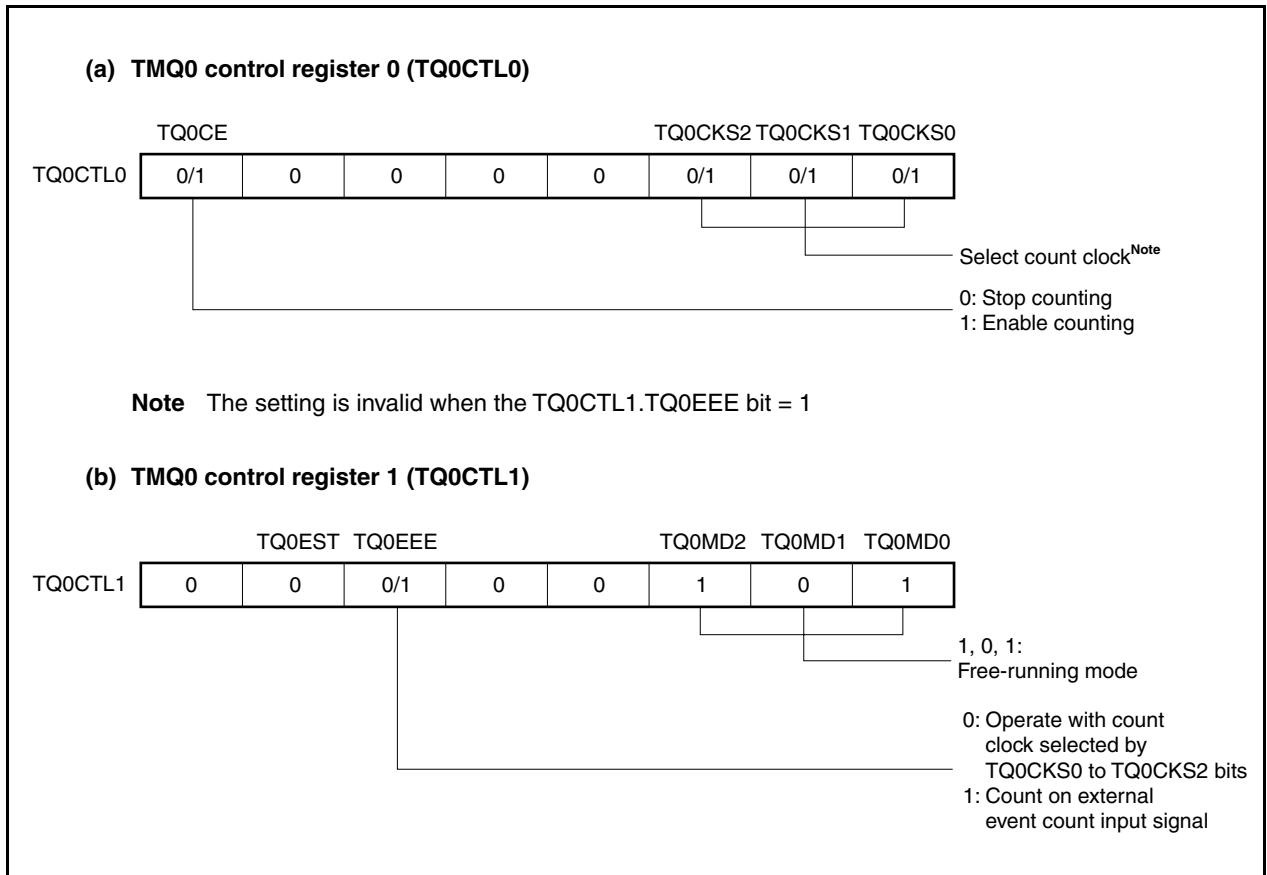 (a) TMQ0 control register 0 (TQ0CTL0)
TQ0CE TQ0CKS2 TQ0CKS1 TQ0CKS0
TQ0CTL0 0/1 0 0 0 0 0/1 0/1 0/1
Select count clockNote
0: Stop counting
1: Enable counting
Note The setting is invalid when the TQ0CTL1.TQ0EEE bit = 1
(b) TMQ0 control register 1 (TQ0CTL1)
TQ0EST TQ0EEE TQ0MD2 TQ0MD1 TQ0MD0
TQ0CTL1 0 0 0/1 0 0 1 0 1
1, 0, 1:
Free-running mode
0: Operate with count
clock selected by
TQ0CKS0 to TQ0CKS2 bits
1: Count on external
event count input signal